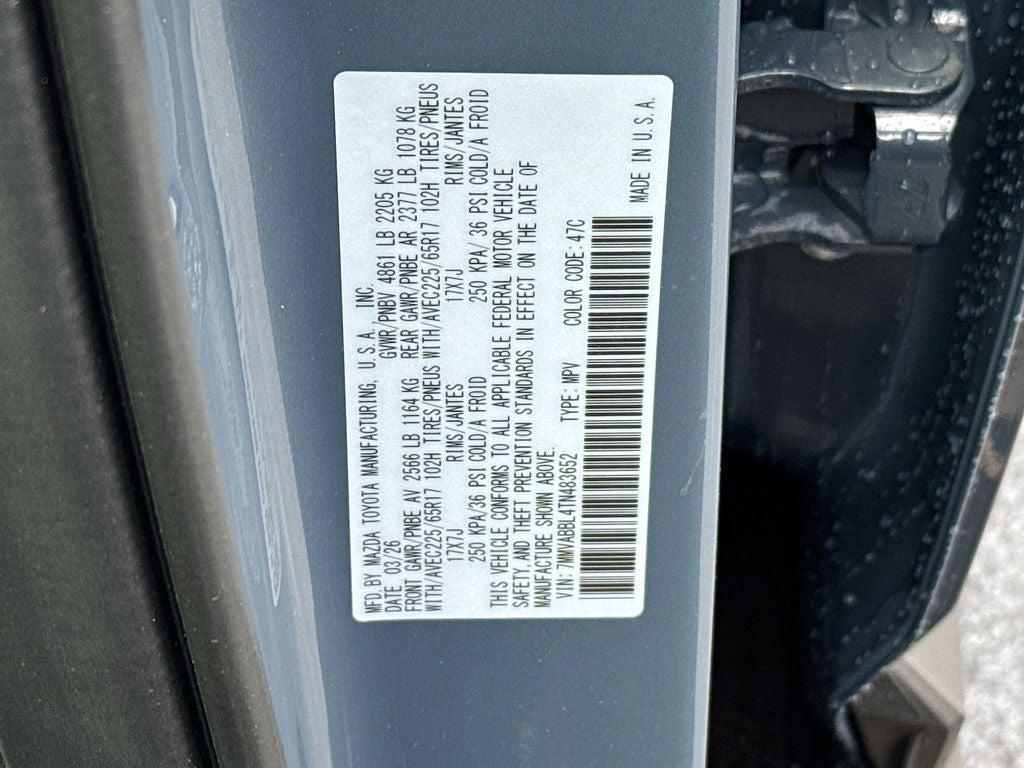 MFD.BY MAZDA TOYOTA MANUFACTURING, U.S.A., INC.
DATE 03/26 GVWR/PNBV 4861 LB 2205 KG
FRONT GAWR/PNBE AV 2566 LB 1164 KG REAR GAWR/PNBE AR 2377 LB 1078 KG
WITH/AVEC225/65R17 102H TIRES/PNEUS WITH/AVEC225/65R17 102H TIRES/PNEUS
17X7J RIMS/JANTES 17X7J RIMS/JANTES
250 KPA/36 PSI COLD/A FROID 250 KPA/ 36 PSI COLD/A FROID
THIS VEHICLE CONFORMS TO ALL APPLICABLE FEDERAL MOTOR VEHICLE
SAFETY, AND THEFT PREVENTION STANDARDS IN EFFECT ON THE DATE OF
MANUFACTURE SHOWN ABOVE.
VIN: 7MMVABBL4TN483652 TYPE: MPV COLOR CODE: 47C
MADE IN U.S.A.